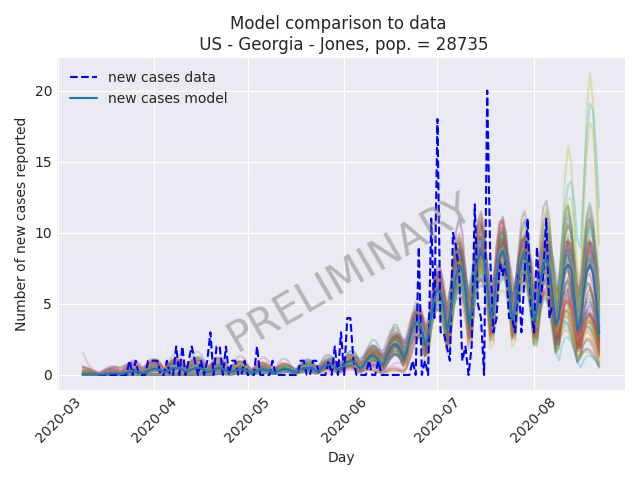 Model comparison to data
US - Georgia - Jones, pop. = 28735
new cases data
new cases model
PRELIMINARY
Number of new cases reported
20
15
10
5
0
2020-03
2020-04
2020-05
2020-06
2020-07
2020-08
Day